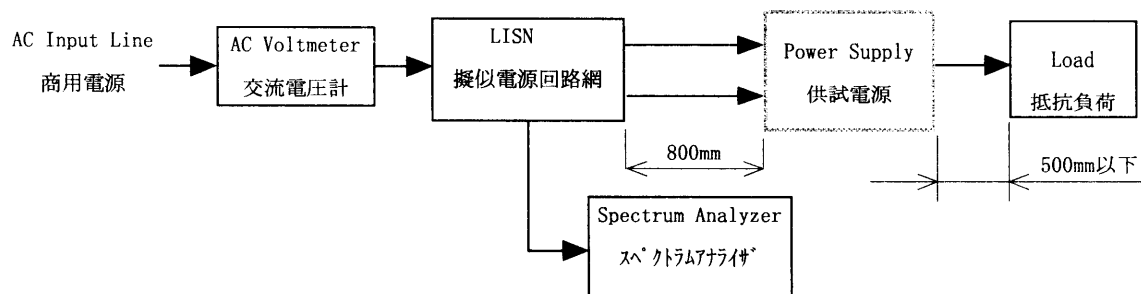 AC Input Line
商用電源
AC Voltmeter
交流電圧計
LISN
擬似電源回路網
Power Supply
供試電源
Load
抵抗負荷
800mm
500mm以下
Spectrum Analyzer
ｽﾍﾟｸﾄﾗﾑｱﾅﾗｲｻﾞ